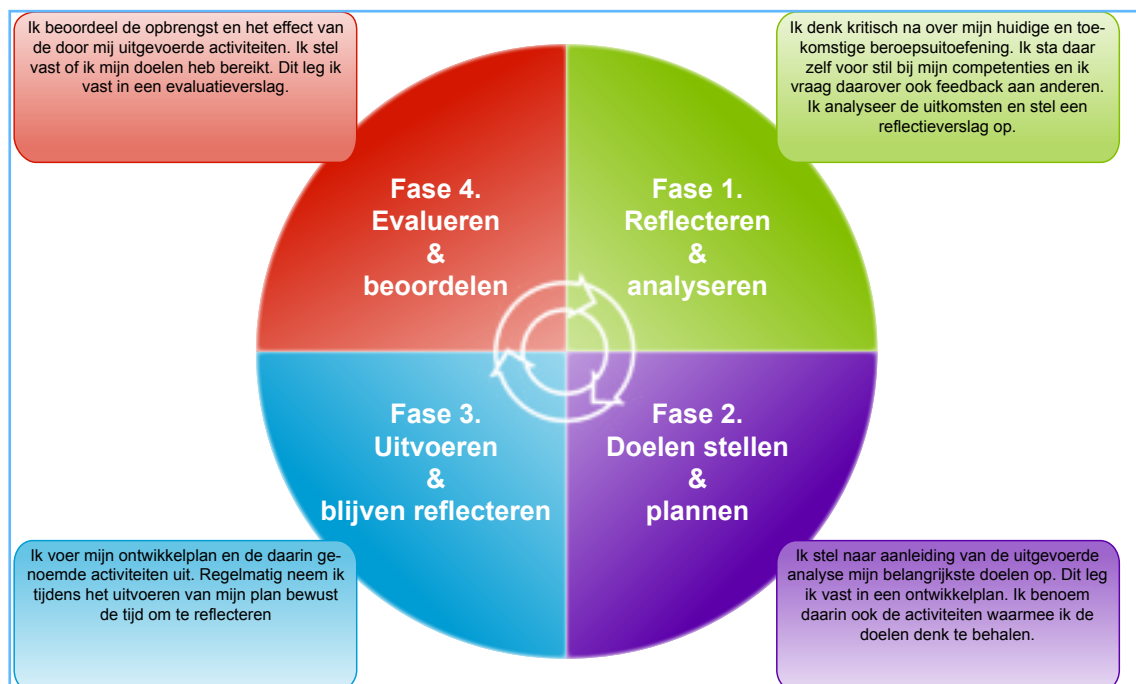 Ik beoordeel de opbrengst en het effect van
de door mij uitgevoerde activiteiten. Ik stel
vast of ik mijn doelen heb bereikt. Dit leg ik
vast in een evaluatieverslag.
Ik denk kritisch na over mijn huidige en toe-
komstige beroepsuitoefening. Ik sta daar
zelf voor stil bij mijn competenties en ik
vraag daarover ook feedback aan anderen.
Ik analyseer de uitkomsten en stel een
reflectieverslag op.
Fase 4.
Evalueren
&
beoordelen
Fase 1.
Reflecteren
&
analyseren
Fase 3.
Uitvoeren
&
blijven reflecteren
Fase 2.
Doelen stellen
&
plannen
Ik voer mijn ontwikkelplan en de daarin ge-
noemde activiteiten uit. Regelmatig neem ik
tijdens het uitvoeren van mijn plan bewust
de tijd om te reflecteren
Ik stel naar aanleiding van de uitgevoerde
analyse mijn belangrijkste doelen op. Dit leg
ik vast in een ontwikkelplan. Ik benoem
daarin ook de activiteiten waarmee ik de
doelen denk te behalen.